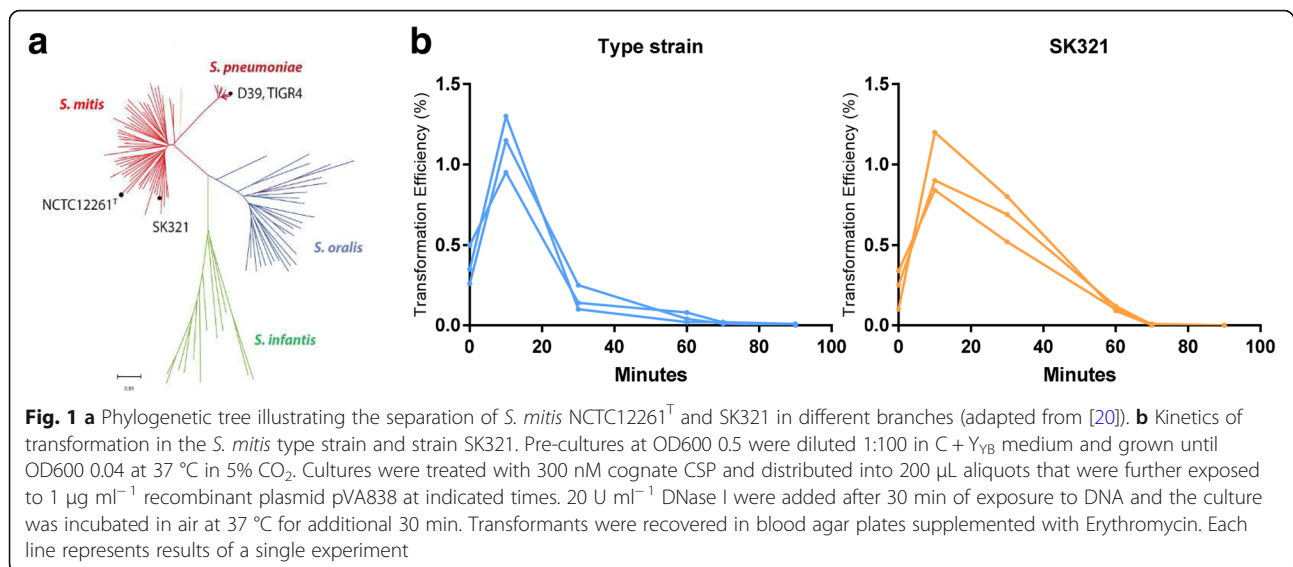 a
S. pneumoniae
D39, TIGR4
S. mitis
NCTC12261ᵀ
SK321
S. oralis
S. infantis
0.01
b
Type strain
Transformation Efficiency (%)
1.5
1.0
0.5
0.0
0 20 40 60 80 100
Minutes
SK321
Transformation Efficiency (%)
1.5
1.0
0.5
0.0
0 20 40 60 80 100
Minutes
Fig. 1 a Phylogenetic tree illustrating the separation of S. mitis NCTC12261ᵀ and SK321 in different branches (adapted from [20]). b Kinetics of
transformation in the S. mitis type strain and strain SK321. Pre-cultures at OD600 0.5 were diluted 1:100 in C + Y_YB medium and grown until
OD600 0.04 at 37 °C in 5% CO₂. Cultures were treated with 300 nM cognate CSP and distributed into 200 μL aliquots that were further exposed
to 1 μg ml⁻¹ recombinant plasmid pVA838 at indicated times. 20 U ml⁻¹ DNase I were added after 30 min of exposure to DNA and the culture
was incubated in air at 37 °C for additional 30 min. Transformants were recovered in blood agar plates supplemented with Erythromycin. Each
line represents results of a single experiment